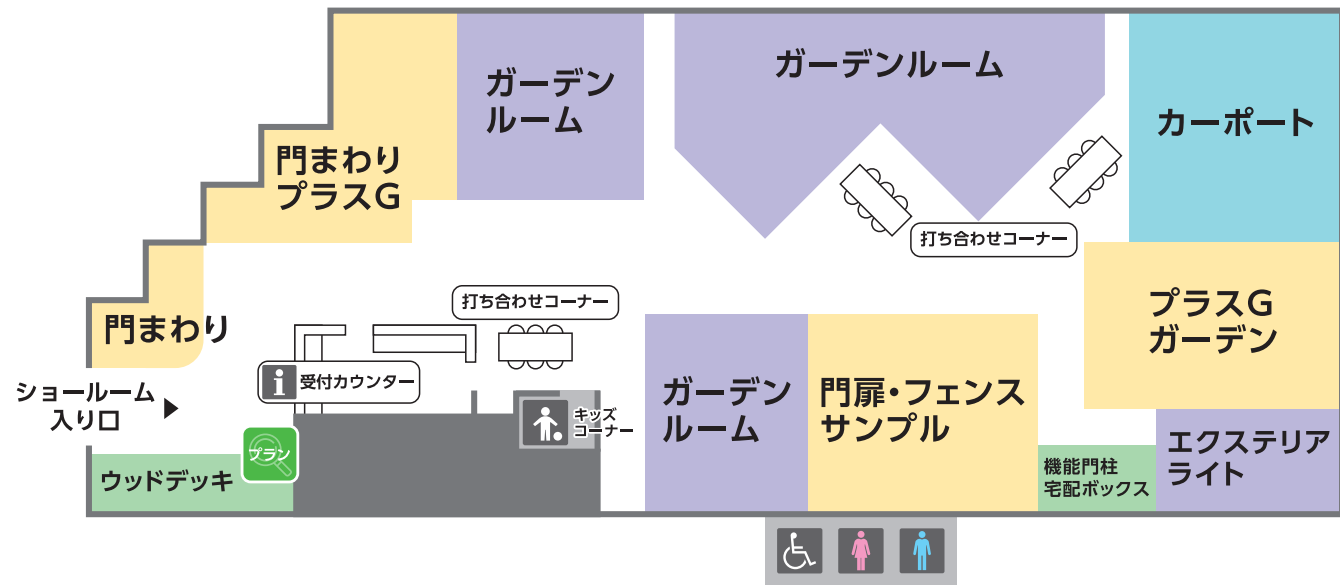 ガーデン
ルーム
ガーデンルーム
カーポート
門まわり
プラスG
打ち合わせコーナー
プラスG
ガーデン
打ち合わせコーナー
門まわり
受付カウンター
ショールーム
入り口
キッズ
コーナー
ガーデン
ルーム
門扉・フェンス
サンプル
プラン
ウッドデッキ
機能門柱
宅配ボックス
エクステリア
ライト